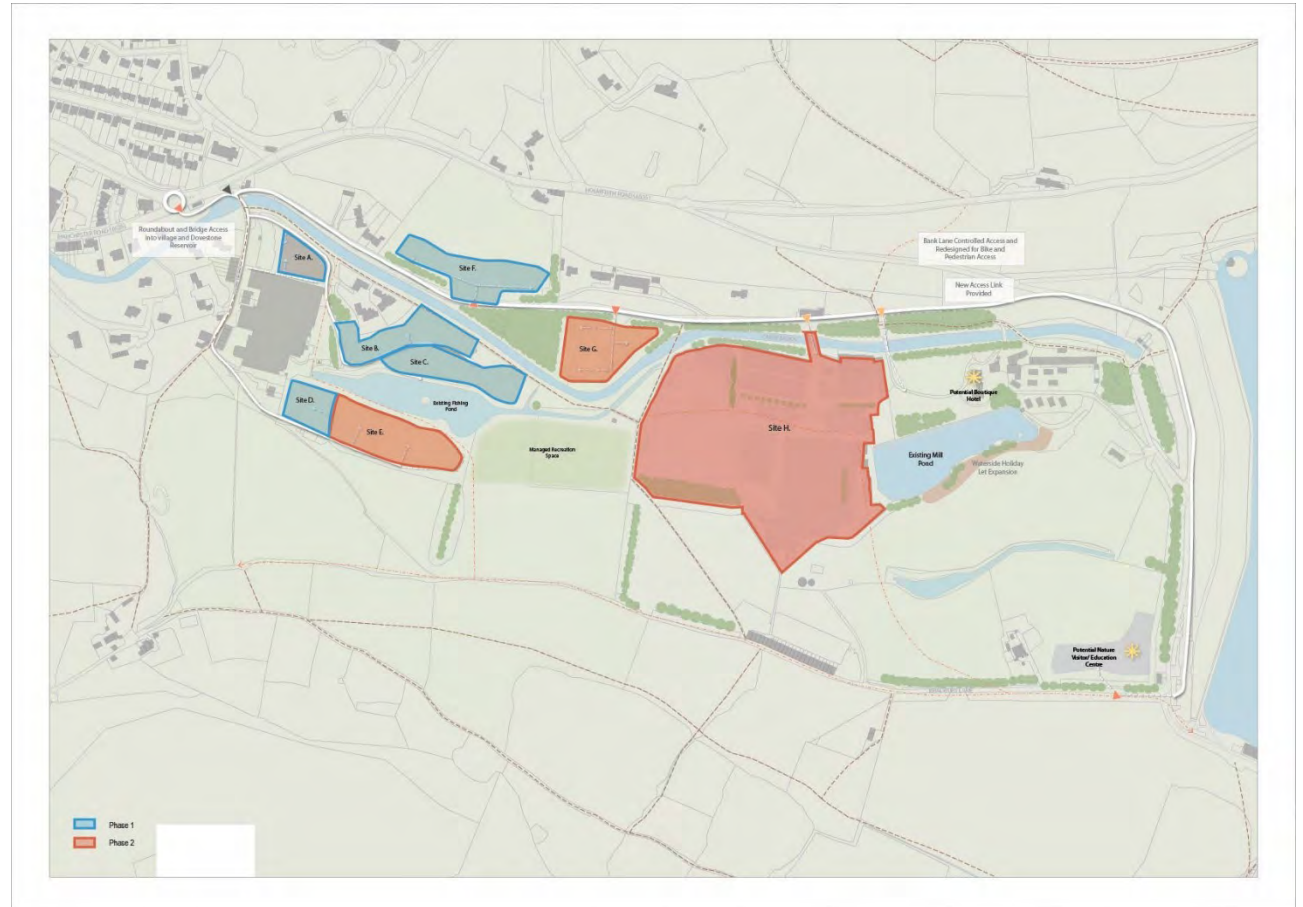 Roundabout and Bridge Access
into village and Dovestone
Reservoir
Site A.
Site F.
Bank Lane Controlled Access and
Redesigned for Bike and
Pedestrian Access
New Access Link
Provided
Site B.
Site C.
Site G.
Site D.
Existing Fishing
Pond
Site E.
Potential Boutique
Hotel
Site H.
Managed Recreation
Space
Existing Mill
Pond
Waterside Holiday
Let Expansion
Potential Nature
Visitor/ Education
Centre
Phase 1
Phase 2